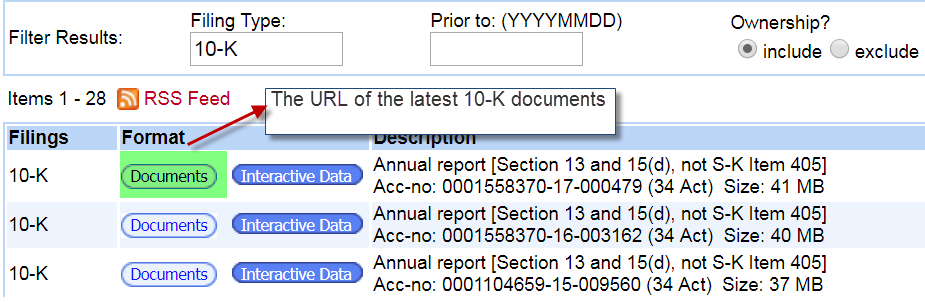 Filing Type: Prior to: (YYYYMMDD) Ownership?
Filter Results: 10-K include exclude
Items 1 - 28 RSS Feed The URL of the latest 10-K documents
Filings Format Description
10-K Documents Interactive Data Annual report [Section 13 and 15(d), not S-K Item 405]
Acc-no: 0001558370-17-000479 (34 Act) Size: 41 MB
10-K Documents Interactive Data Annual report [Section 13 and 15(d), not S-K Item 405]
Acc-no: 0001558370-16-003162 (34 Act) Size: 40 MB
10-K Documents Interactive Data Annual report [Section 13 and 15(d), not S-K Item 405]
Acc-no: 0001104659-15-009560 (34 Act) Size: 37 MB